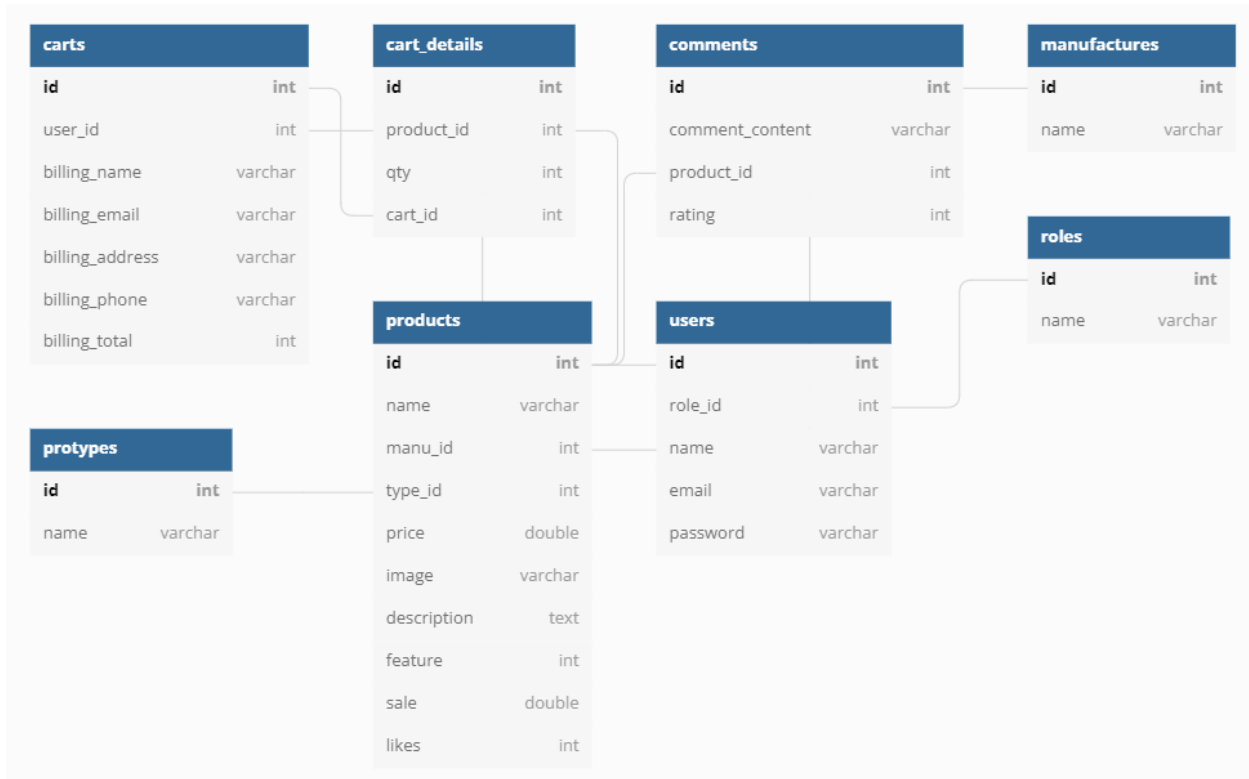 carts
id int
user_id int
billing_name varchar
billing_email varchar
billing_address varchar
billing_phone varchar
billing_total int
cart_details
id int
product_id int
qty int
cart_id int
comments
id int
comment_content varchar
product_id int
rating int
manufactures
id int
name varchar
roles
id int
name varchar
protypes
id int
name varchar
products
id int
name varchar
manu_id int
type_id int
price double
image varchar
description text
feature int
sale double
likes int
users
id int
role_id int
name varchar
email varchar
password varchar